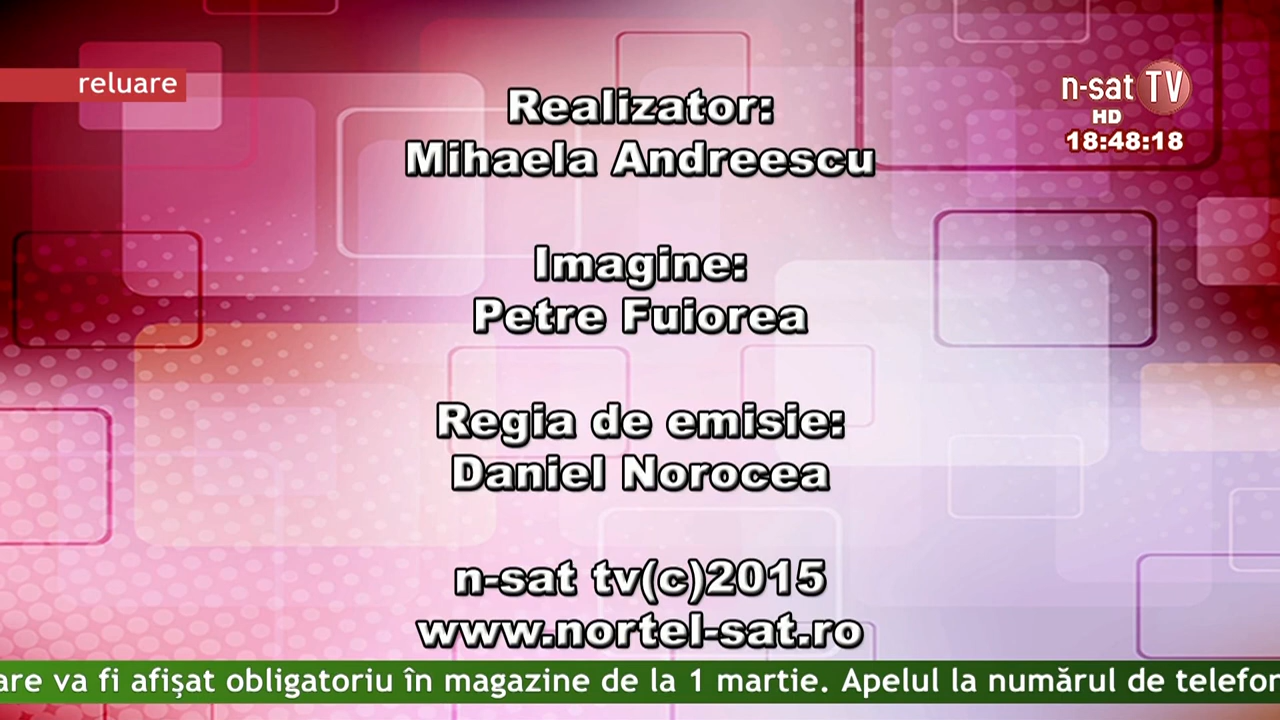 reluare
n-sat TV
HD
18:48:18
Realizator:
Mihaela Andreescu
Imagine:
Petre Fuiorea
Regia de emisie:
Daniel Norocea
n-sat tv(c)2015
www.nortel-sat.ro
are va fi afişat obligatoriu în magazine de la 1 martie. Apelul la numărul de telefon